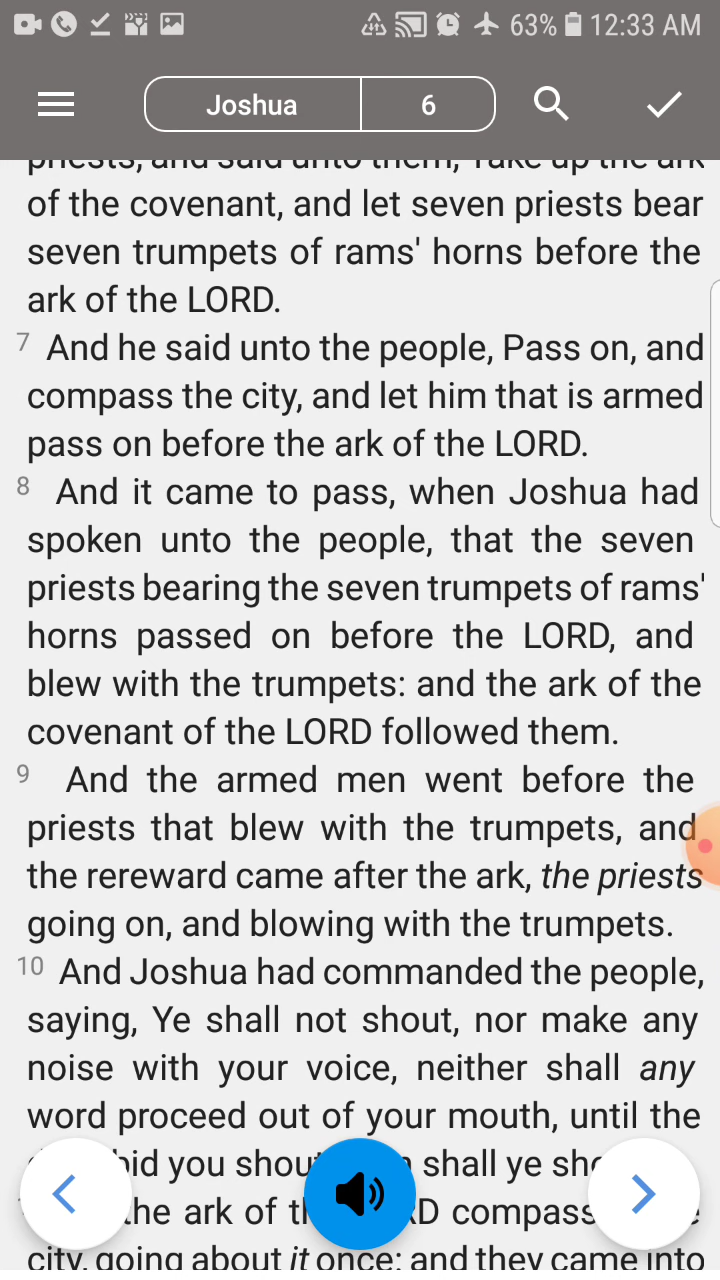 63% 12:33 AM
Joshua 6
priests, and said unto them, Take up the ark
of the covenant, and let seven priests bear
seven trumpets of rams' horns before the
ark of the LORD.
7 And he said unto the people, Pass on, and
compass the city, and let him that is armed
pass on before the ark of the LORD.
8 And it came to pass, when Joshua had
spoken unto the people, that the seven
priests bearing the seven trumpets of rams'
horns passed on before the LORD, and
blew with the trumpets: and the ark of the
covenant of the LORD followed them.
9 And the armed men went before the
priests that blew with the trumpets, and
the rereward came after the ark, the priests
going on, and blowing with the trumpets.
10 And Joshua had commanded the people,
saying, Ye shall not shout, nor make any
noise with your voice, neither shall any
word proceed out of your mouth, until the
bid you shall ye
the ark of
city, going about it once: and they came into